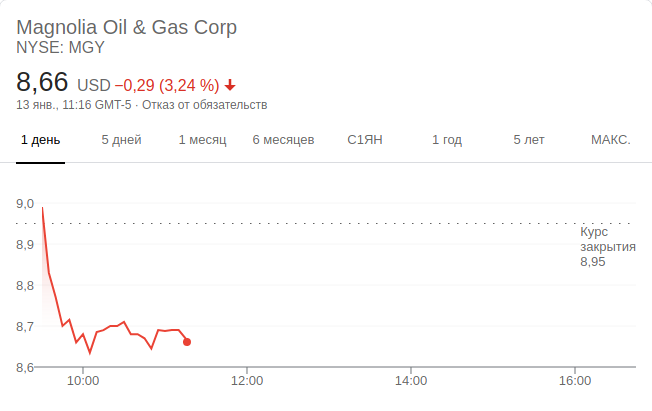 Magnolia Oil & Gas Corp
NYSE: MGY
8,66 USD −0,29 (3,24 %)
13 янв., 11:16 GMT-5 · Отказ от обязательств
1 день 5 дней 1 месяц 6 месяцев С1ЯН 1 год 5 лет МАКС.
9,0
Курс
закрытия
8,95
8,9
8,8
8,7
8,6
10:00 12:00 14:00 16:00